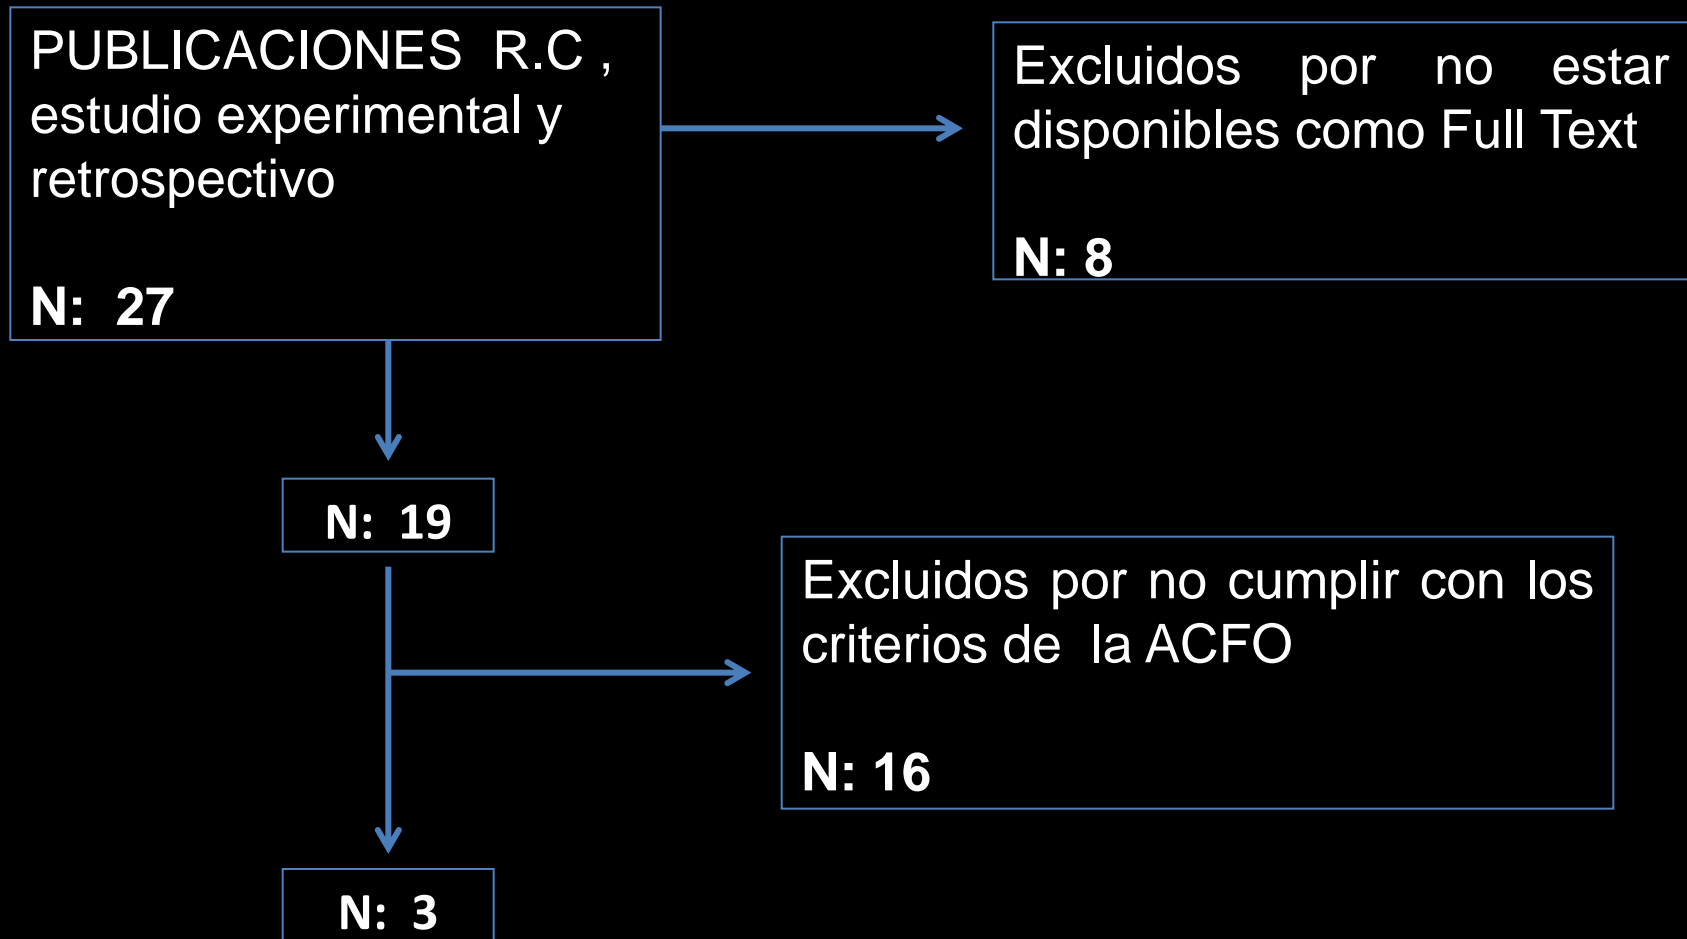 PUBLICACIONES R.C ,
estudio experimental y
retrospectivo
N: 27
Excluidos por no estar
disponibles como Full Text
N: 8
N: 19
Excluidos por no cumplir con los
criterios de la ACFO
N: 16
N: 3